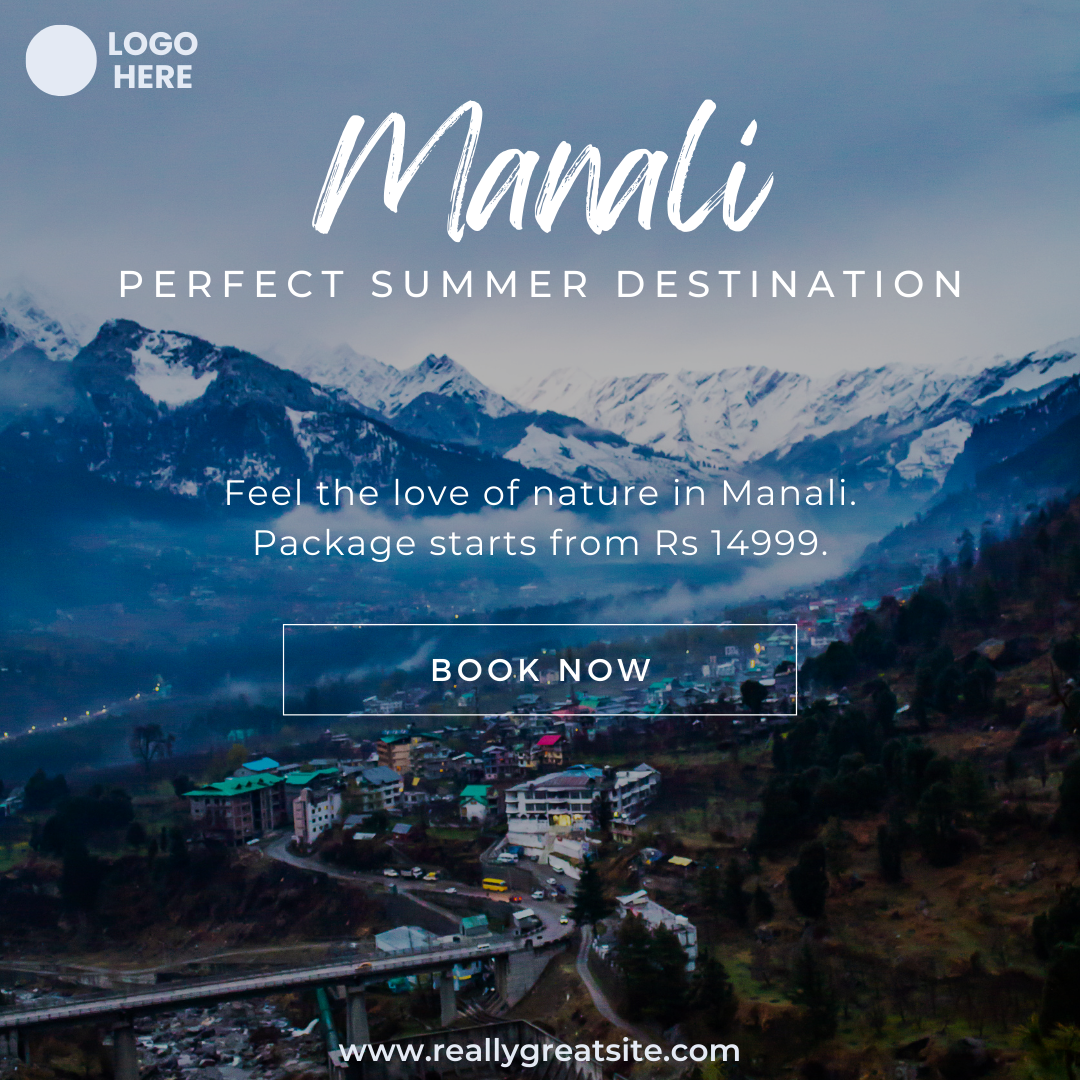 LOGO
HERE
Manali
PERFECT SUMMER DESTINATION
Feel the love of nature in Manali.
Package starts from Rs 14999.
BOOK NOW
www.reallygreatsite.com